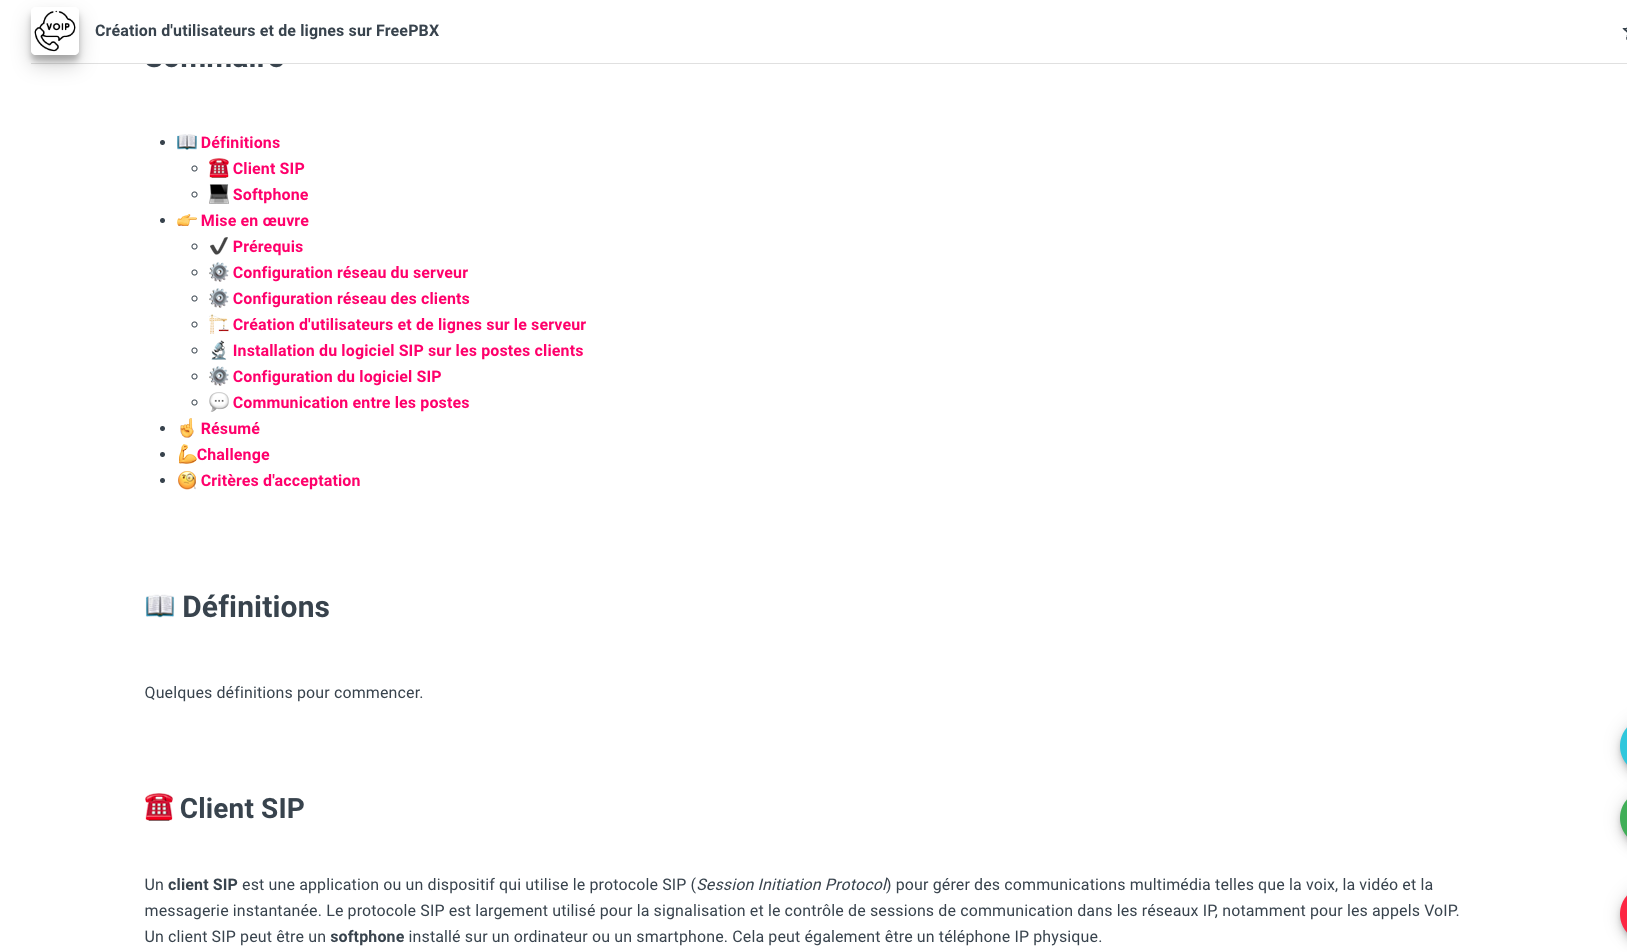 VOIP
Création d'utilisateurs et de lignes sur FreePBX
Sommaire
Définitions
Client SIP
Softphone
Mise en œuvre
Prérequis
Configuration réseau du serveur
Configuration réseau des clients
Création d'utilisateurs et de lignes sur le serveur
Installation du logiciel SIP sur les postes clients
Configuration du logiciel SIP
Communication entre les postes
Résumé
Challenge
Critères d'acceptation
Définitions
Quelques définitions pour commencer.
Client SIP
Un client SIP est une application ou un dispositif qui utilise le protocole SIP (Session Initiation Protocol) pour gérer des communications multimédia telles que la voix, la vidéo et la
messagerie instantanée. Le protocole SIP est largement utilisé pour la signalisation et le contrôle de sessions de communication dans les réseaux IP, notamment pour les appels VoIP.
Un client SIP peut être un softphone installé sur un ordinateur ou un smartphone. Cela peut également être un téléphone IP physique.